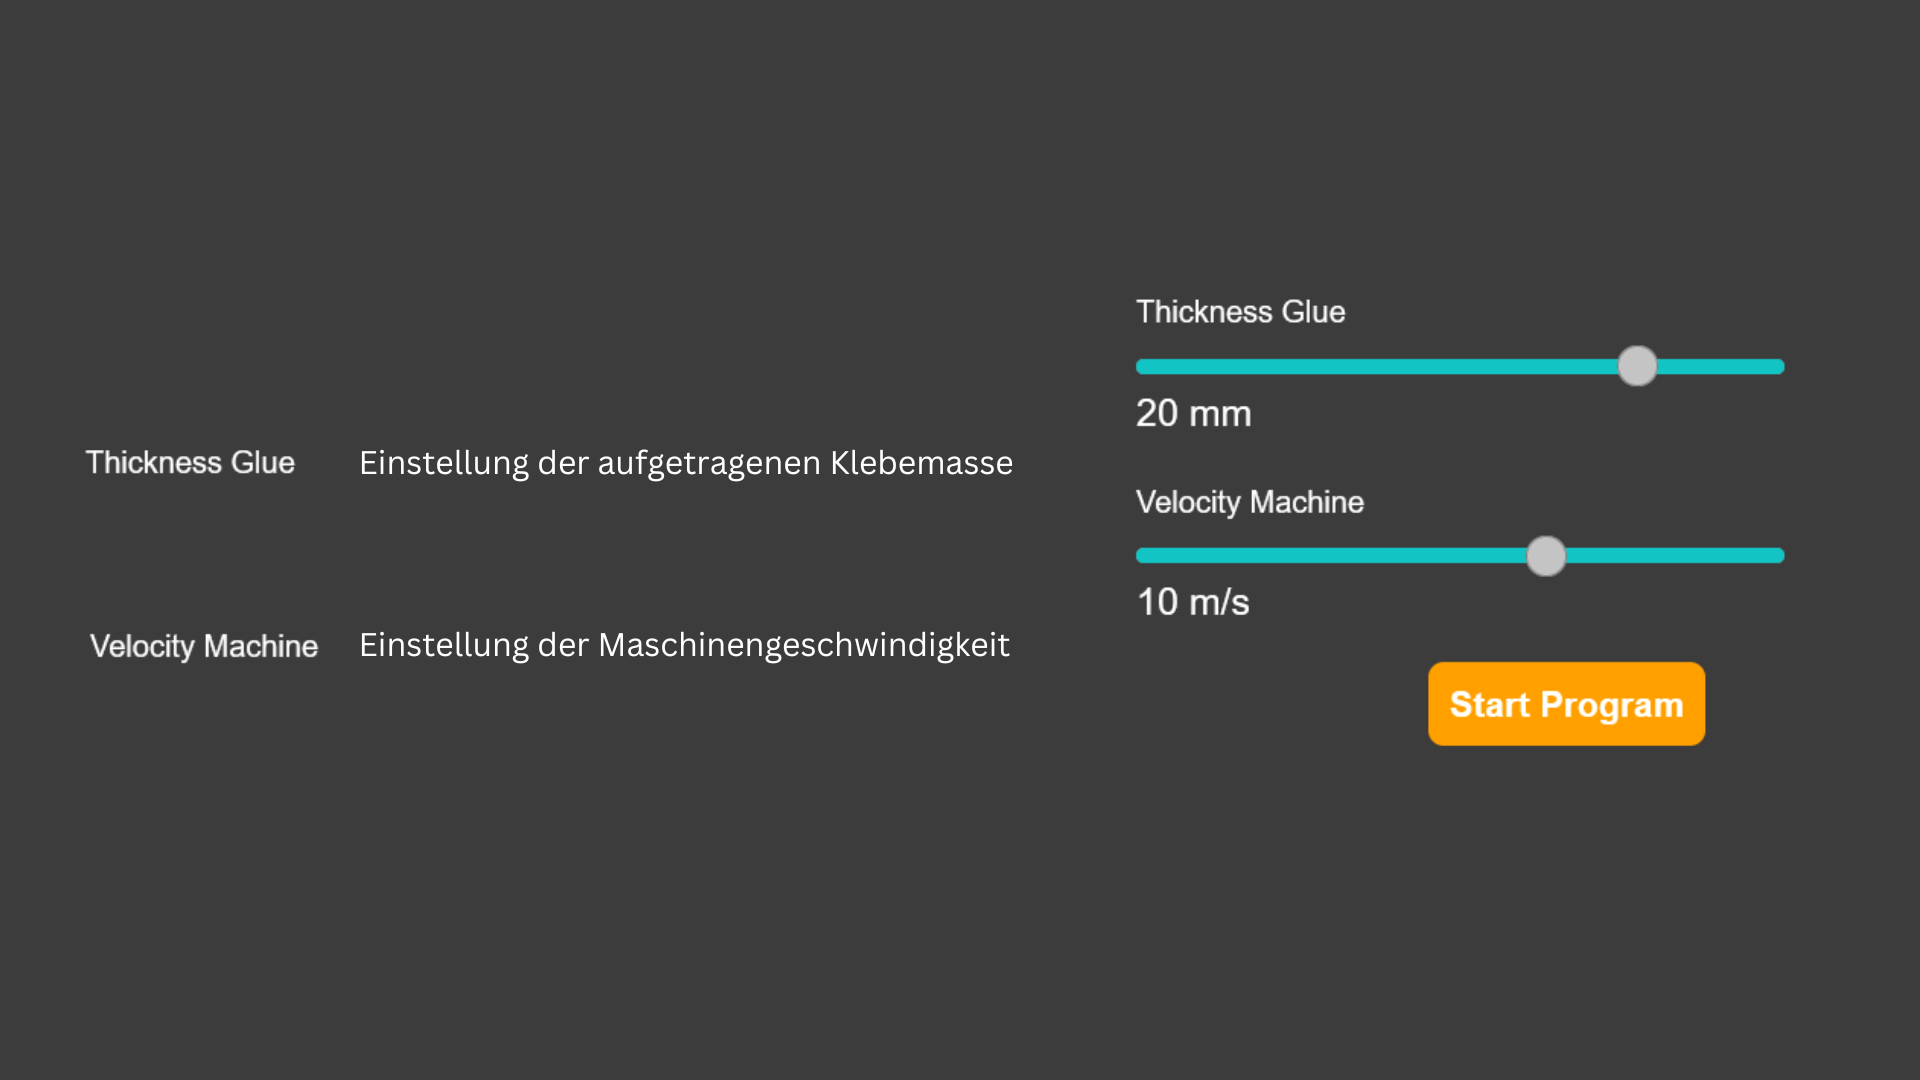 Thickness Glue Einstellung der aufgetragenen Klebemasse
Velocity Machine Einstellung der Maschinengeschwindigkeit
Thickness Glue
20 mm
Velocity Machine
10 m/s
Start Program